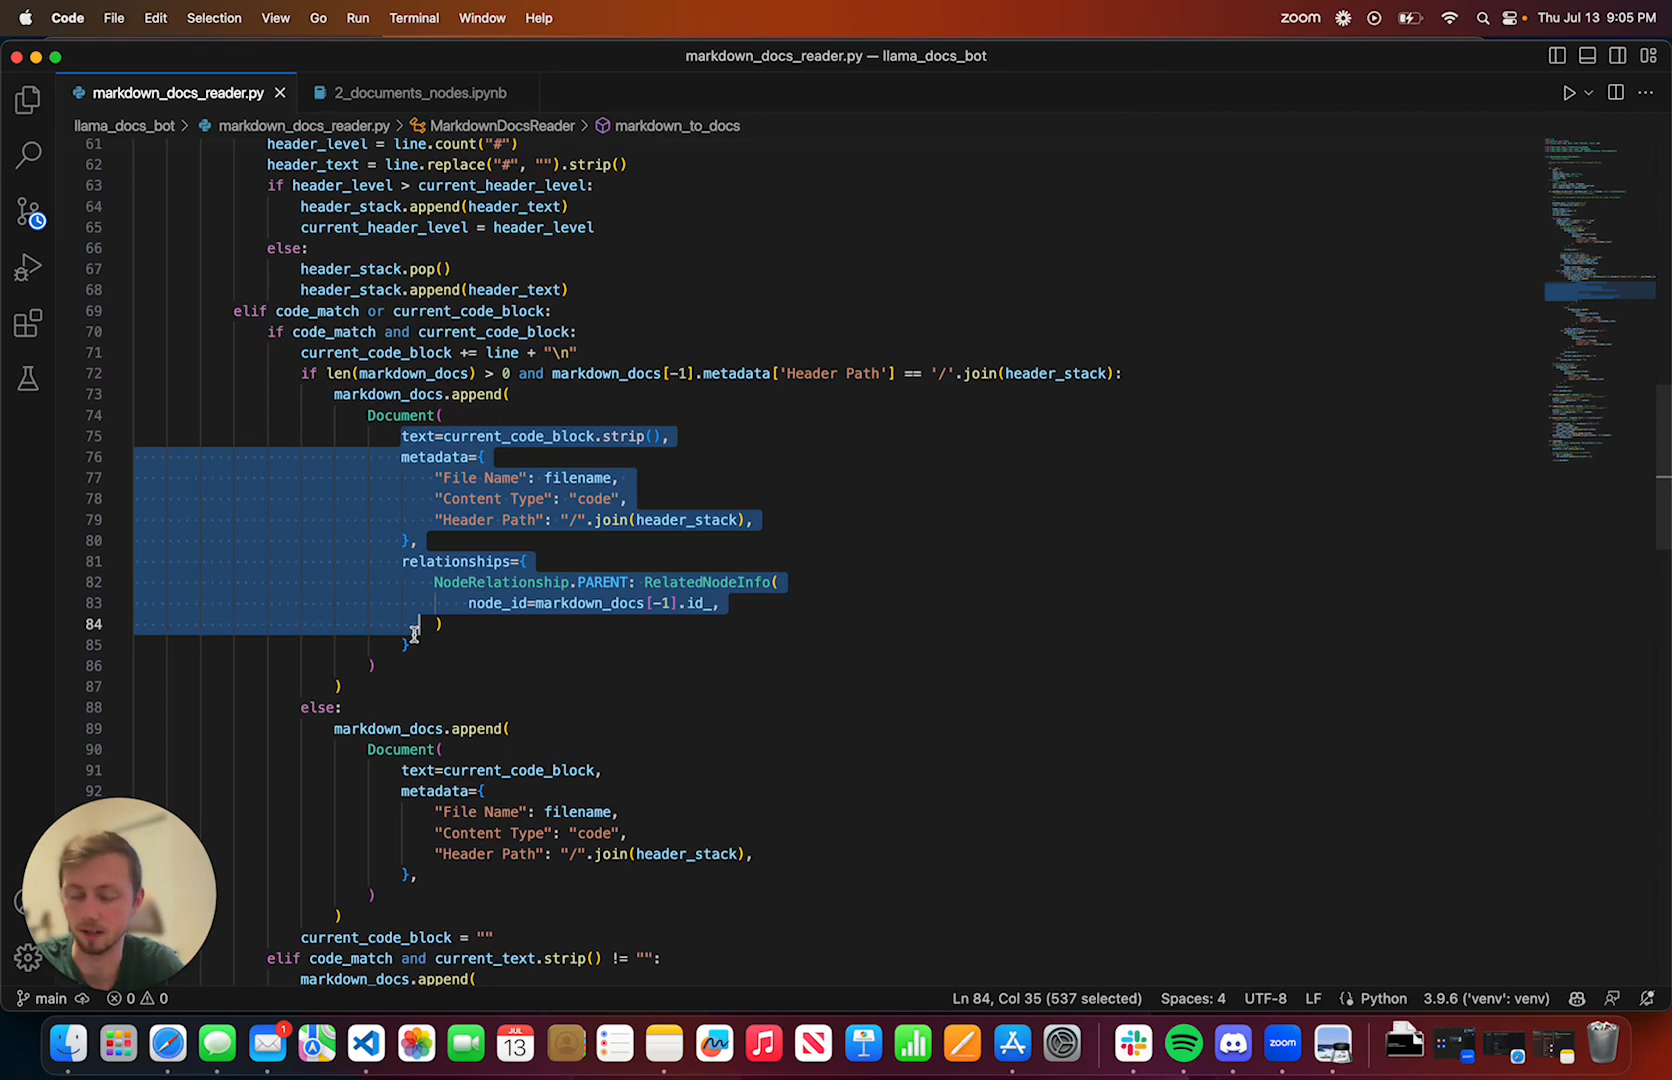 Code File Edit Selection View Go Run Terminal Window Help zoom Thu Jul 13 9:05 PM
markdown_docs_reader.py — llama_docs_bot
markdown_docs_reader.py 2_documents_nodes.ipynb
llama_docs_bot > markdown_docs_reader.py > MarkdownDocsReader > markdown_to_docs
61 header_level = line.count("#")
62 header_text = line.replace("#", "").strip()
63 if header_level > current_header_level:
64 header_stack.append(header_text)
65 current_header_level = header_level
66 else:
67 header_stack.pop()
68 header_stack.append(header_text)
69 elif code_match or current_code_block:
70 if code_match and current_code_block:
71 current_code_block += line + "\n"
72 if len(markdown_docs) > 0 and markdown_docs[-1].metadata['Header Path'] == '/'.join(header_stack):
73 markdown_docs.append(
74 Document(
75 text=current_code_block.strip(),
76 metadata={
77 "File Name": filename,
78 "Content Type": "code",
79 "Header Path": "/".join(header_stack),
80 },
81 relationships={
82 NodeRelationship.PARENT: RelatedNodeInfo(
83 node_id=markdown_docs[-1].id_,
84 )
85 }
86 )
87 )
88 else:
89 markdown_docs.append(
90 Document(
91 text=current_code_block,
92 metadata={
"File Name": filename,
"Content Type": "code",
"Header Path": "/".join(header_stack),
},
)
)
current_code_block = ""
elif code_match and current_text.strip() != "":
markdown_docs.append(
main 0 0 Ln 84, Col 35 (537 selected) Spaces: 4 UTF-8 LF Python 3.9.6 ('venv': venv)
1
JUL
13
zoom